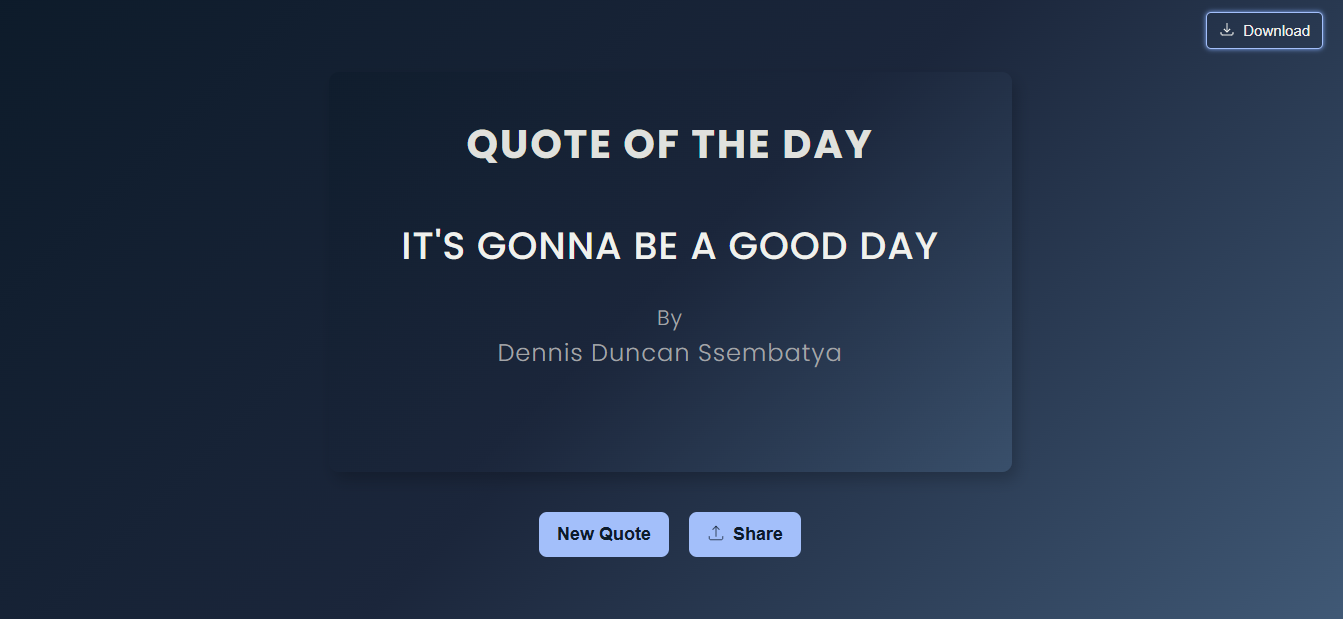 Download
QUOTE OF THE DAY
IT'S GONNA BE A GOOD DAY
By
Dennis Duncan Ssembatya
New Quote
Share